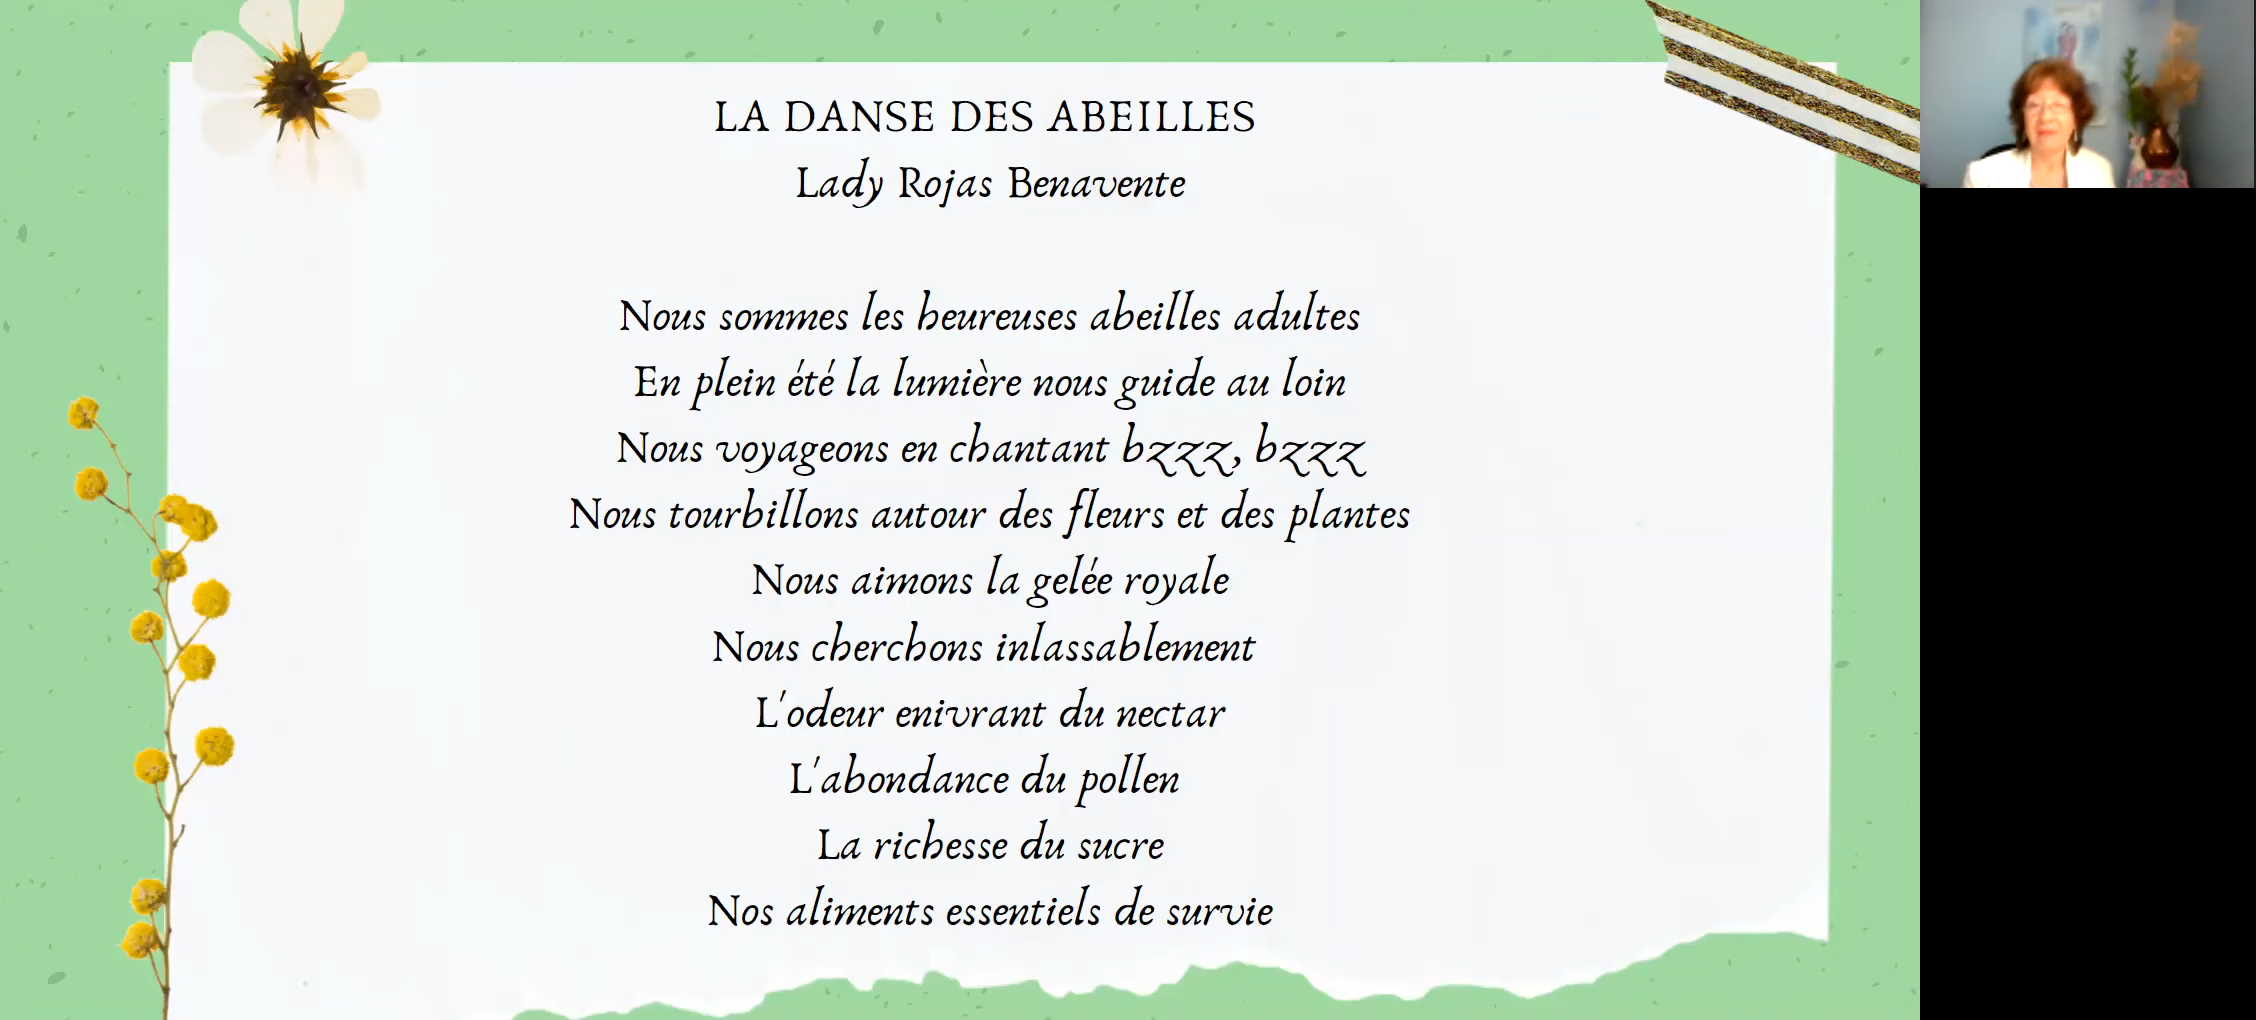 LA DANSE DES ABEILLES
Lady Rojas Benavente
Nous sommes les heureuses abeilles adultes
En plein été la lumière nous guide au loin
Nous voyageons en chantant bzzz, bzzz
Nous tourbillons autour des fleurs et des plantes
Nous aimons la gelée royale
Nous cherchons inlassablement
L'odeur enivrant du nectar
L'abondance du pollen
La richesse du sucre
Nos aliments essentiels de survie